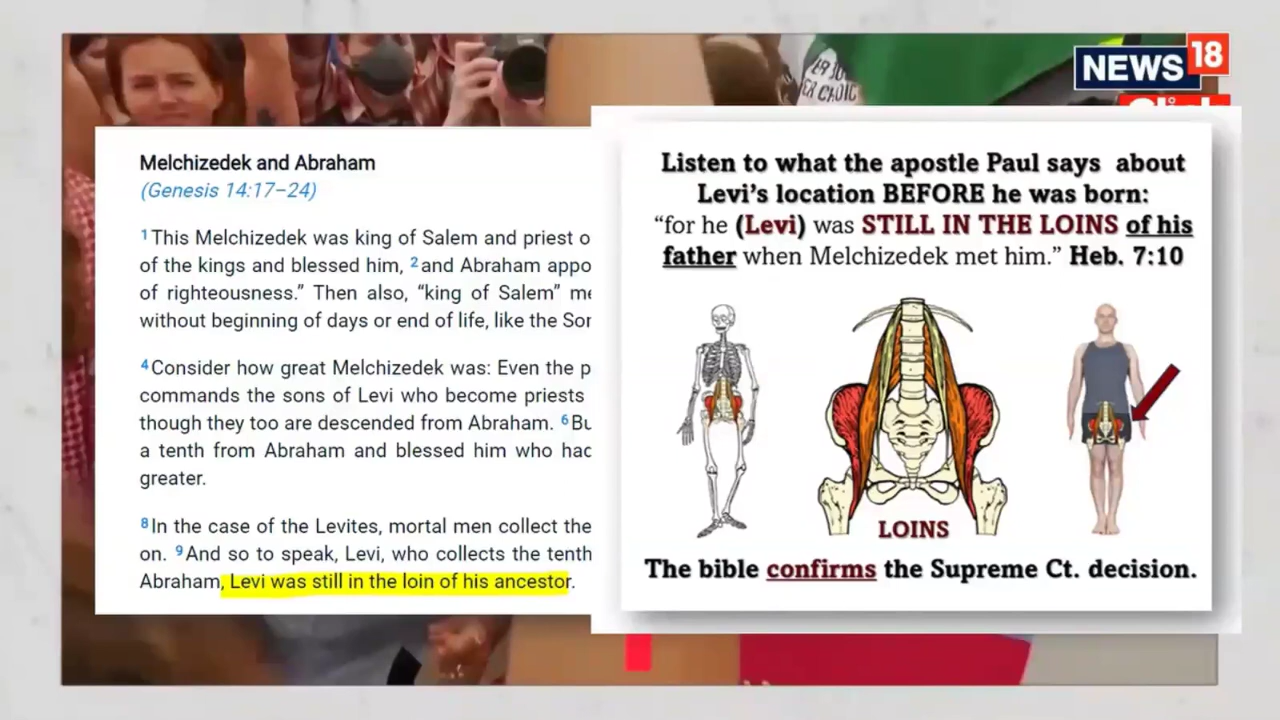 NEWS 18
Melchizedek and Abraham
(Genesis 14:17–24)
1 This Melchizedek was king of Salem and priest o
of the kings and blessed him, 2 and Abraham appo
of righteousness.” Then also, “king of Salem” me
without beginning of days or end of life, like the Son
4 Consider how great Melchizedek was: Even the p
commands the sons of Levi who become priests
though they too are descended from Abraham. 6 Bu
a tenth from Abraham and blessed him who had
greater.
8 In the case of the Levites, mortal men collect the
on. 9 And so to speak, Levi, who collects the tenth
Abraham, Levi was still in the loin of his ancestor.
Listen to what the apostle Paul says about
Levi’s location BEFORE he was born:
“for he (Levi) was STILL IN THE LOINS of his
father when Melchizedek met him.” Heb. 7:10
LOINS
The bible confirms the Supreme Ct. decision.